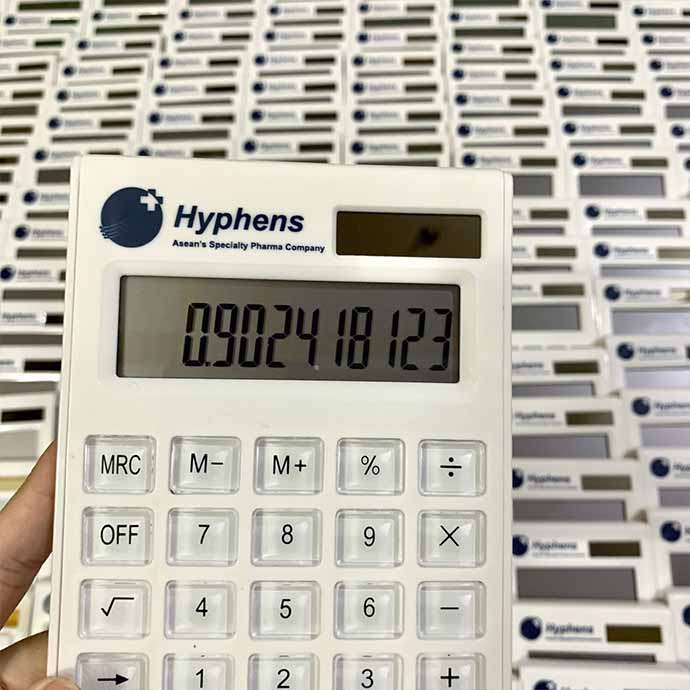 Hyphens
Asean's Specialty Pharma Company
0.902418123
MRC M− M+ % ÷
OFF 7 8 9 ×
√ 4 5 6 −
→ 1 2 3 +